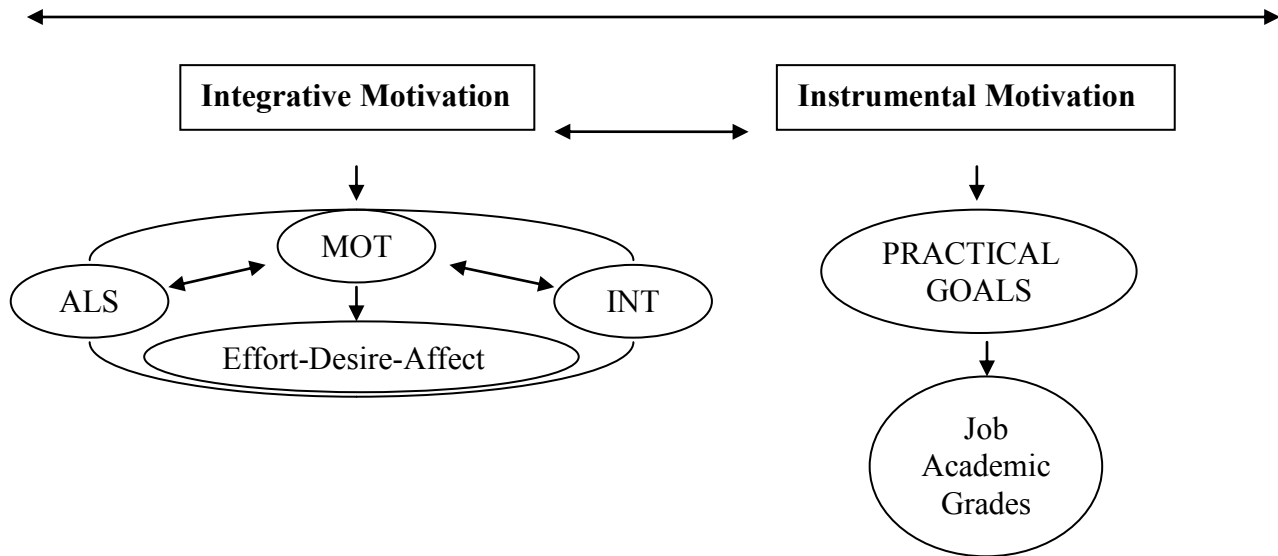 Integrative Motivation
Instrumental Motivation
MOT
ALS
INT
Effort-Desire-Affect
PRACTICAL
GOALS
Job
Academic
Grades